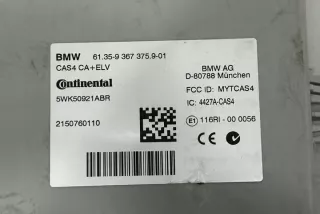 BMW 61.35-9 367 375.9-01
CAS4 CA+ELV
Continental
5WK50921ABR
2150760110
BMW AG
D-80788 München
FCC ID: MYTCAS4
IC: 4427A-CAS4
E1 116RI - 00 0056